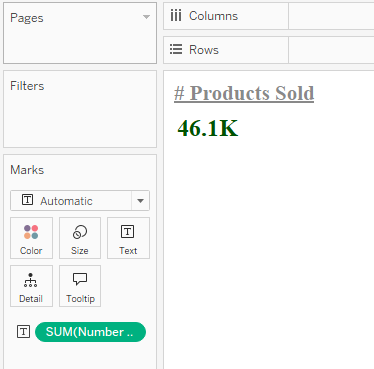 Pages
Columns
Rows
Filters
# Products Sold
46.1K
Marks
T Automatic
Color
Size
T Text
Detail
Tooltip
T SUM(Number ..